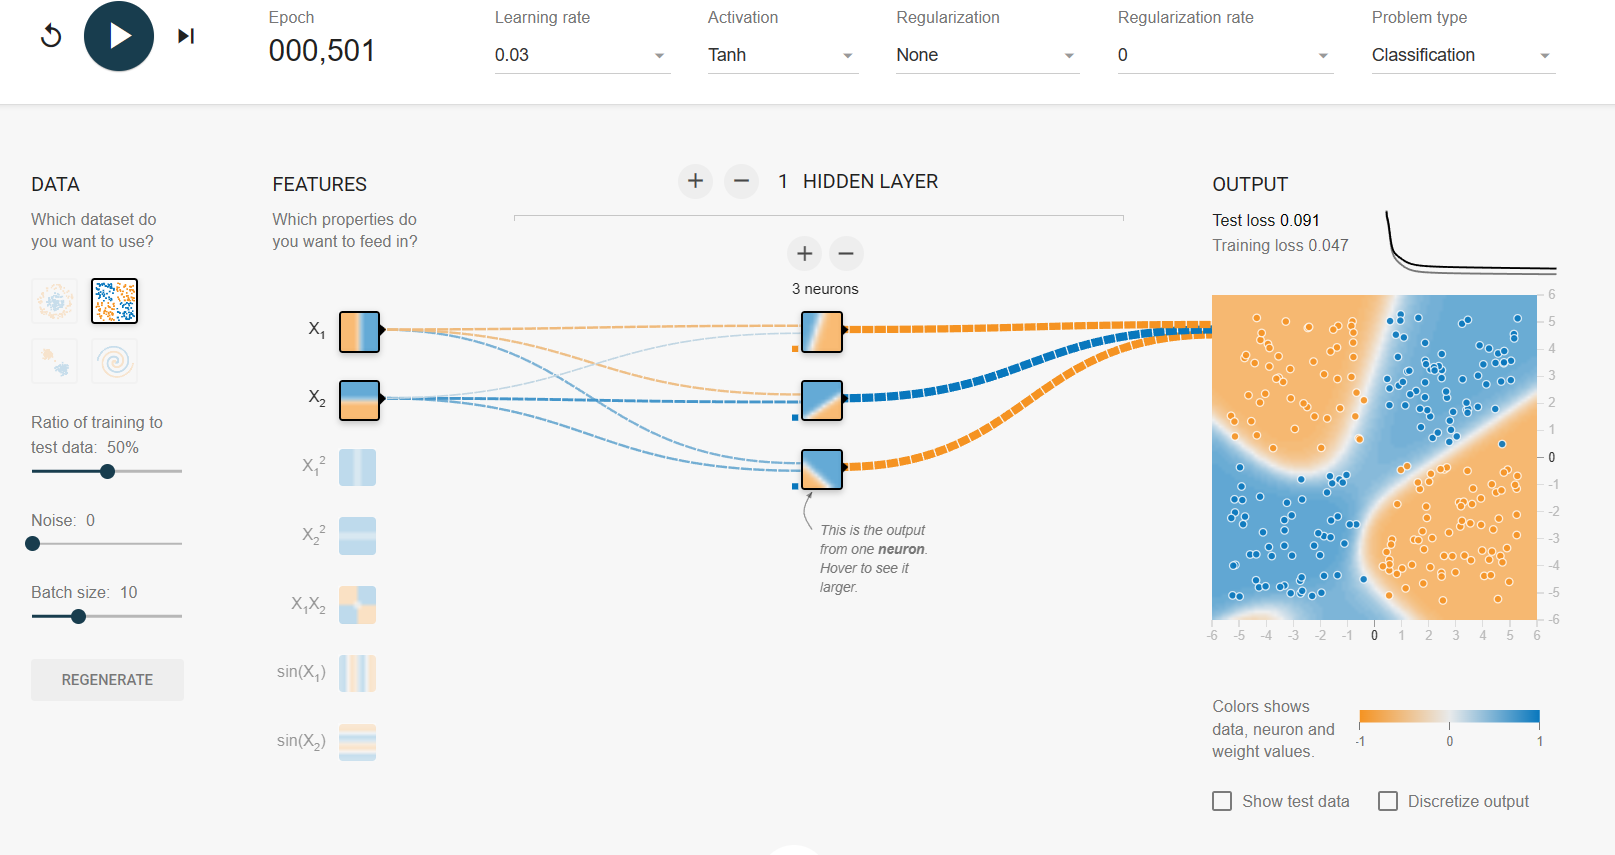 Epoch
000,501
Learning rate
0.03
Activation
Tanh
Regularization
None
Regularization rate
0
Problem type
Classification
DATA
Which dataset do
you want to use?
Ratio of training to
test data: 50%
Noise: 0
Batch size: 10
REGENERATE
FEATURES
Which properties do
you want to feed in?
X1
X2
X1²
X2²
X1X2
sin(X1)
sin(X2)
+ − 1 HIDDEN LAYER
+ −
3 neurons
This is the output
from one neuron.
Hover to see it
larger.
OUTPUT
Test loss 0.091
Training loss 0.047
6
5
4
3
2
1
0
-1
-2
-3
-4
-5
-6
-6 -5 -4 -3 -2 -1 0 1 2 3 4 5 6
Colors shows
data, neuron and
weight values.
-1 0 1
Show test data
Discretize output